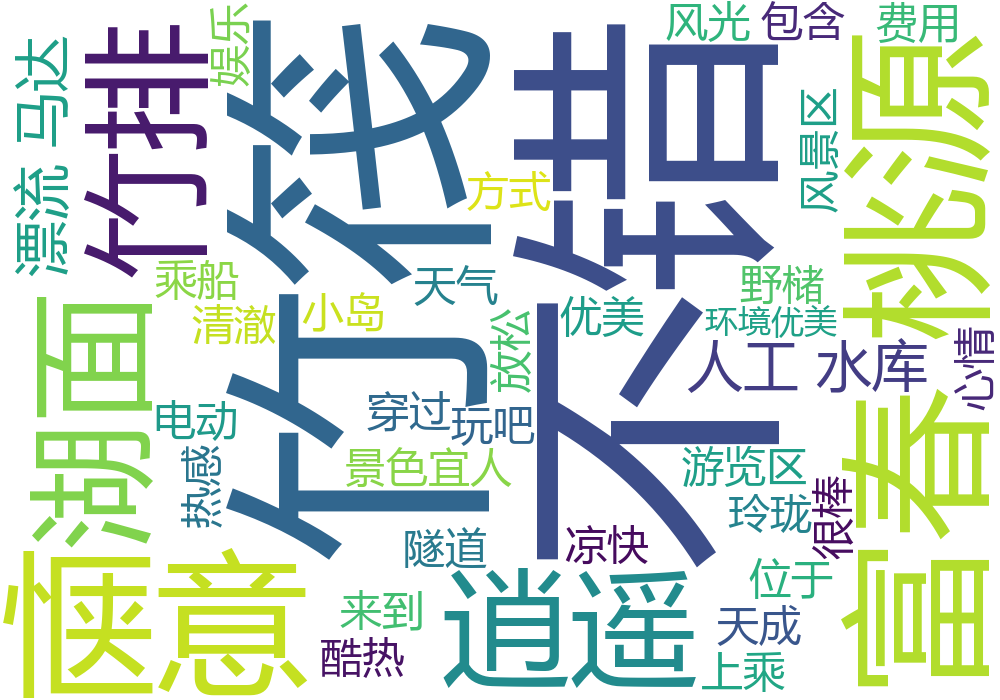 竹筏
不错
富春桃源
惬意
逍遥
湖面
竹排
漂流
马达
娱乐
风光
包含
费用
风景区
方式
乘船
清澈
小岛
天气
放松
优美
野槠
环境优美
人工
水库
心情
电动
穿过
玩吧
热感
景色宜人
游览区
玲珑
很棒
隧道
凉快
位于
来到
酷热
天成
上乘